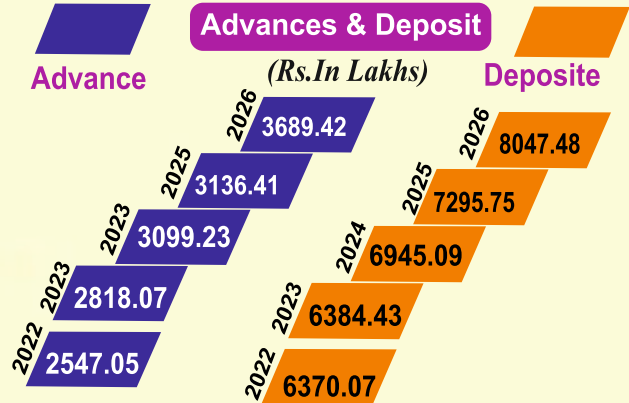 Advances & Deposit
(Rs.In Lakhs)
Advance
2026 3689.42
2025 3136.41
2023 3099.23
2023 2818.07
2022 2547.05
Deposite
2026 8047.48
2025 7295.75
2024 6945.09
2023 6384.43
2022 6370.07